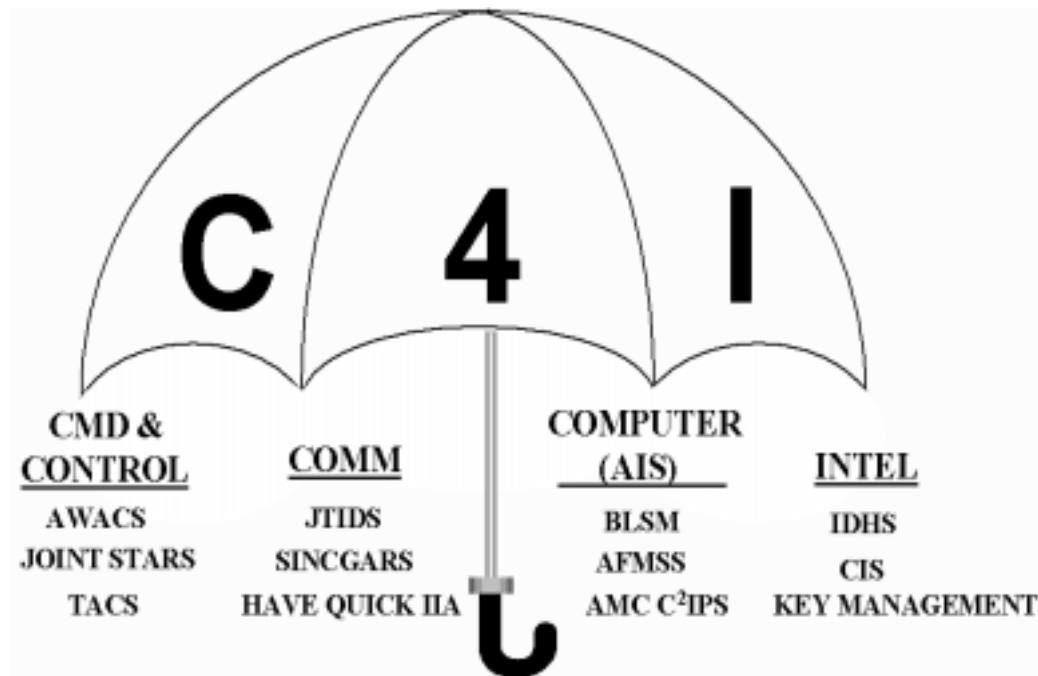 C 4 I
CMD &
CONTROL
AWACS
JOINT STARS
TACS
COMM
JTIDS
SINCGARS
HAVE QUICK IIA
COMPUTER
(AIS)
BLSM
AFMSS
AMC C²IPS
INTEL
IDHS
CIS
KEY MANAGEMENT